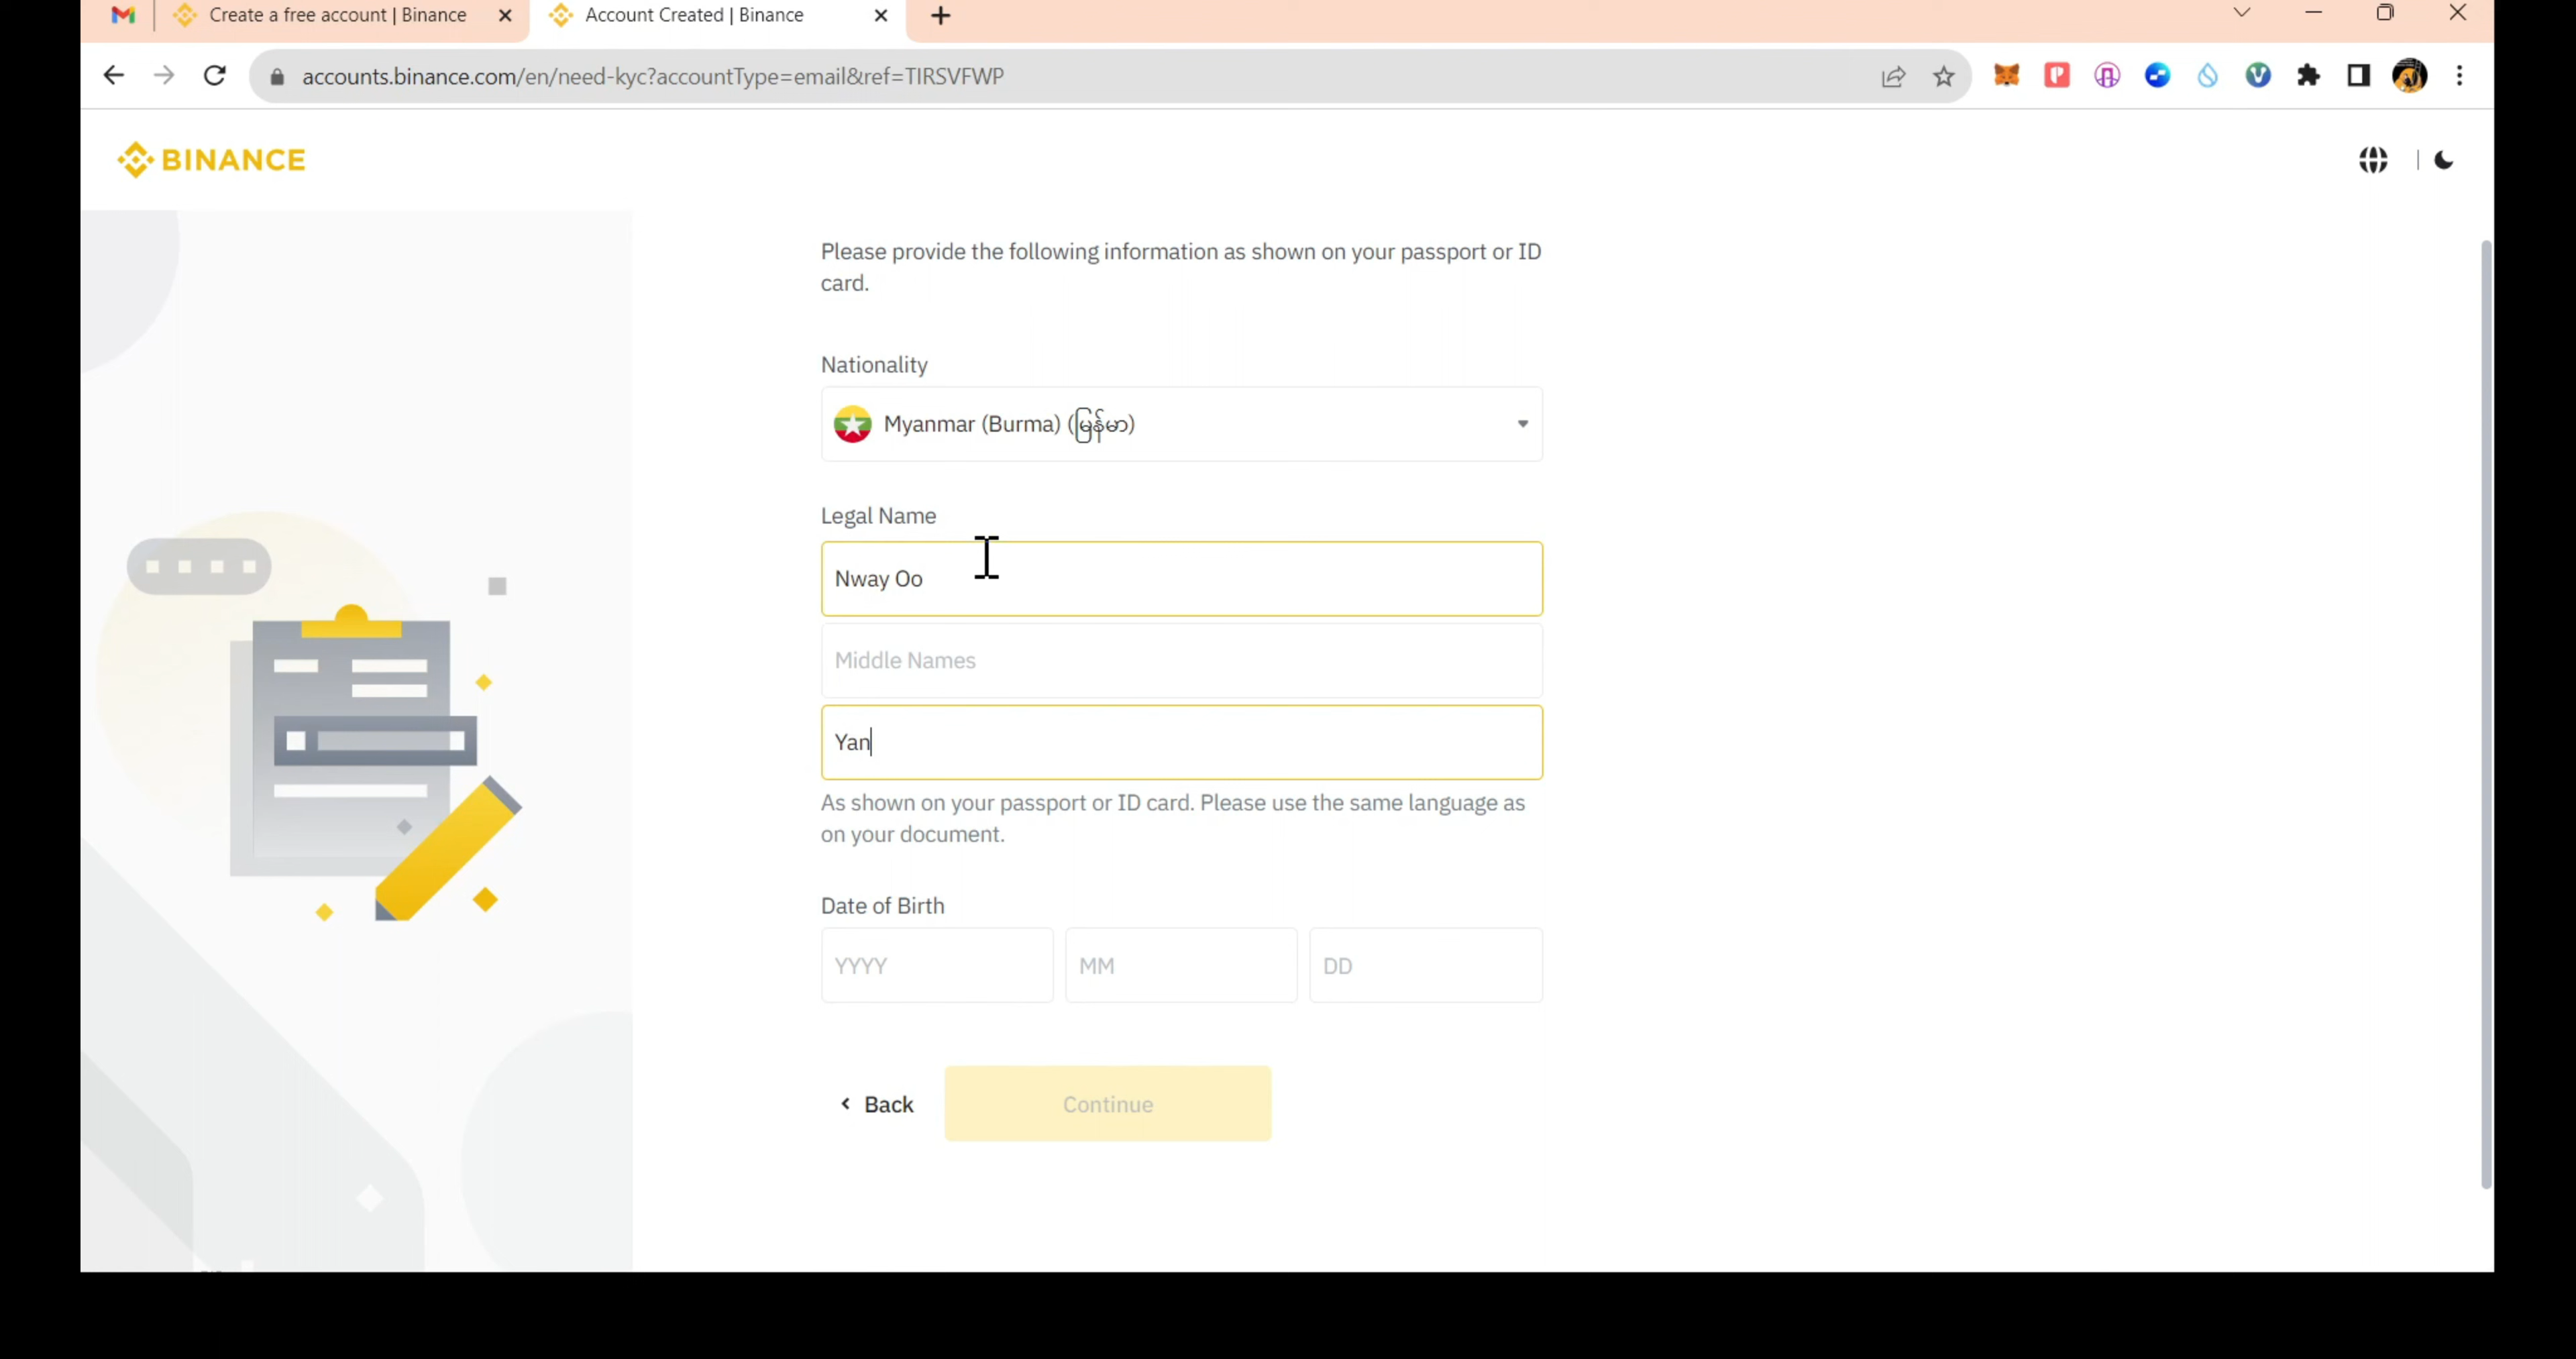 Create a free account | Binance
Account Created | Binance
accounts.binance.com/en/need-kyc?accountType=email&ref=TIRSVFWP
BINANCE
Please provide the following information as shown on your passport or ID
card.
Nationality
Myanmar (Burma) (မြန်မာ)
Legal Name
Nway Oo
Middle Names
Yan
As shown on your passport or ID card. Please use the same language as
on your document.
Date of Birth
YYYY MM DD
Back Continue